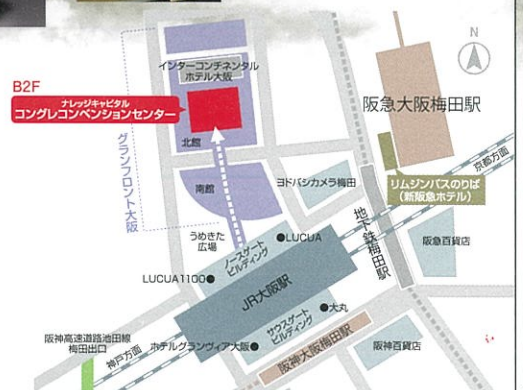 N
インターコンチネンタル
ホテル大阪
B2F
ナレッジキャピタル
コングレコンベンションセンター
阪急大阪梅田駅
北館
グランフロント大阪
京都方面
リムジンバスのりば
(新阪急ホテル)
南館
ヨドバシカメラ梅田
地下鉄梅田駅
うめきた
広場
LUCUA
ノースゲート
ビルディング
阪急百貨店
LUCUA1100
JR大阪駅
大丸
サウスゲート
ビルディング
阪神高速道路池田線
梅田出口
神戸方面
ホテルグランヴィア大阪
阪神大阪梅田駅
阪神百貨店